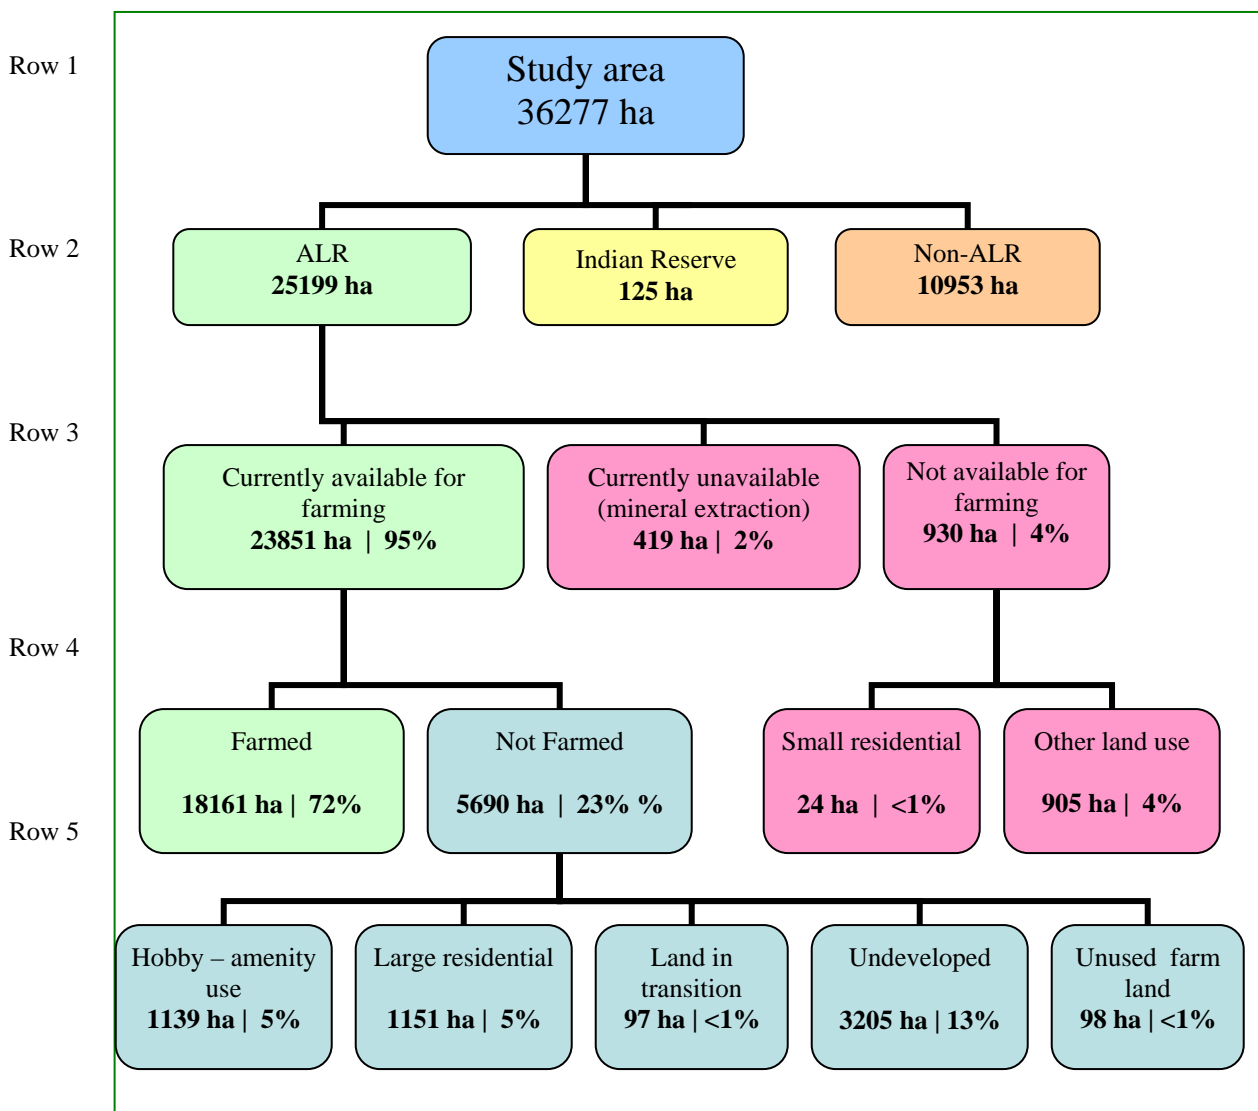 Row 1
Study area
36277 ha
Row 2
ALR
25199 ha
Indian Reserve
125 ha
Non-ALR
10953 ha
Row 3
Currently available for
farming
23851 ha | 95%
Currently unavailable
(mineral extraction)
419 ha | 2%
Not available for
farming
930 ha | 4%
Row 4
Farmed
18161 ha | 72%
Not Farmed
5690 ha | 23% %
Small residential
24 ha | <1%
Other land use
905 ha | 4%
Row 5
Hobby – amenity
use
1139 ha | 5%
Large residential
1151 ha | 5%
Land in
transition
97 ha | <1%
Undeveloped
3205 ha | 13%
Unused farm
land
98 ha | <1%